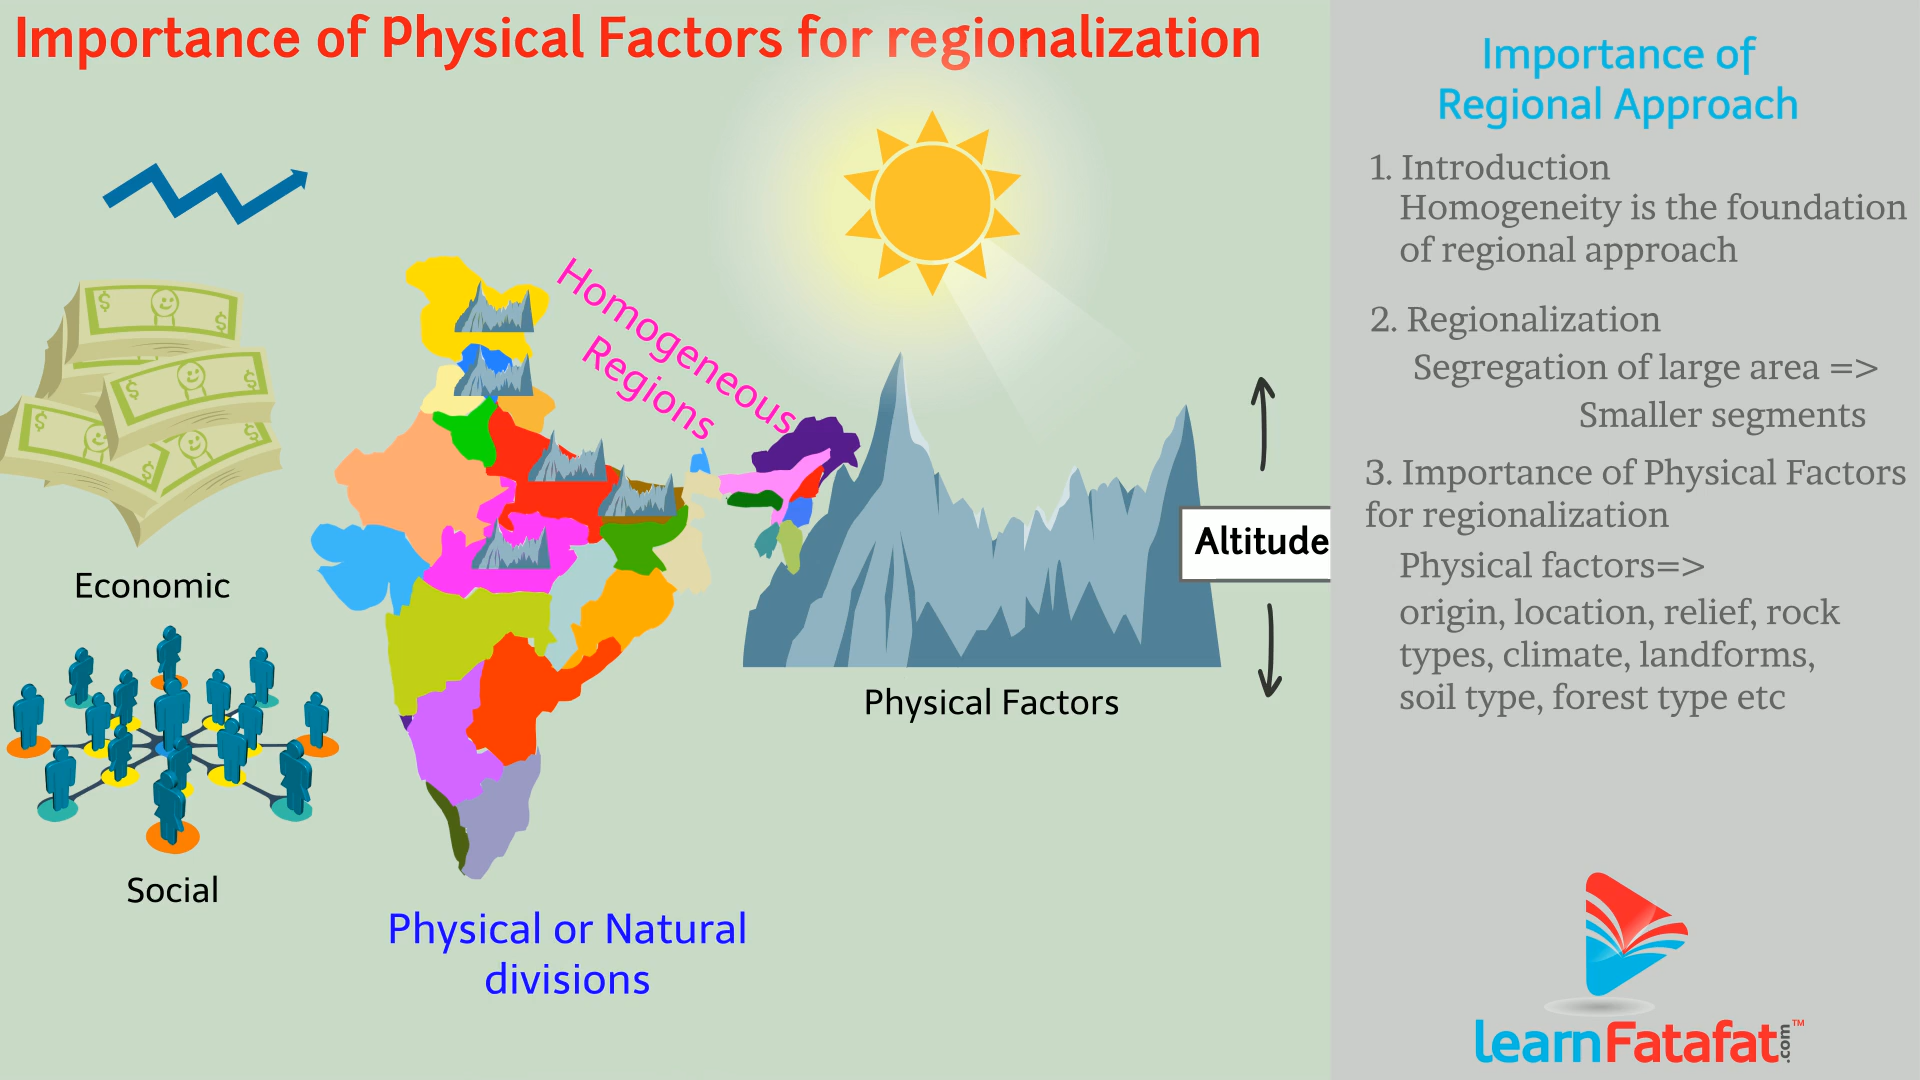 Importance of Physical Factors for regionalization
Homogeneous
Regions
Economic
Altitude
Physical Factors
Social
Physical or Natural
divisions
Importance of
Regional Approach
1. Introduction
Homogeneity is the foundation
of regional approach
2. Regionalization
Segregation of large area =>
Smaller segments
3. Importance of Physical Factors
for regionalization
Physical factors=>
origin, location, relief, rock
types, climate, landforms,
soil type, forest type etc
learnFatafat.com™